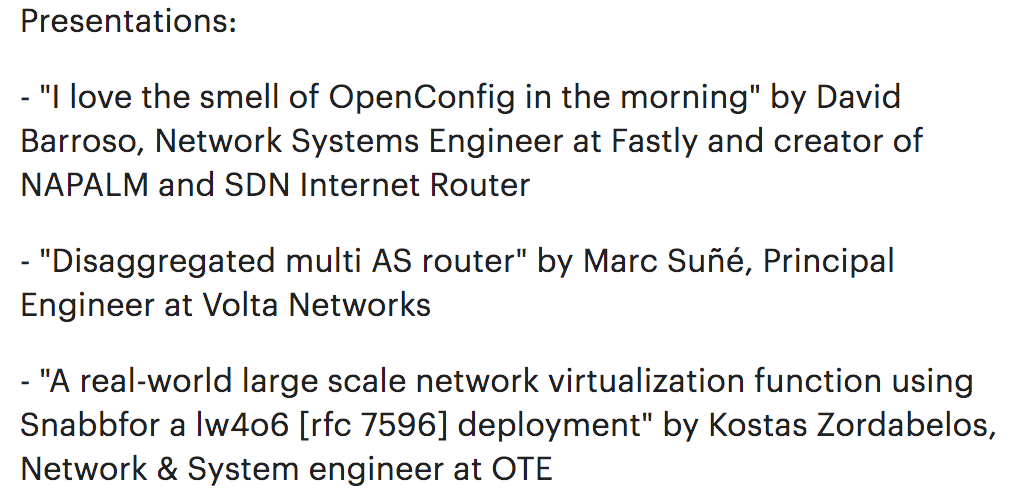 Presentations:
- "I love the smell of OpenConfig in the morning" by David
Barroso, Network Systems Engineer at Fastly and creator of
NAPALM and SDN Internet Router
- "Disaggregated multi AS router" by Marc Suñé, Principal
Engineer at Volta Networks
- "A real-world large scale network virtualization function using
Snabbfor a lw4o6 [rfc 7596] deployment" by Kostas Zordabelos,
Network & System engineer at OTE